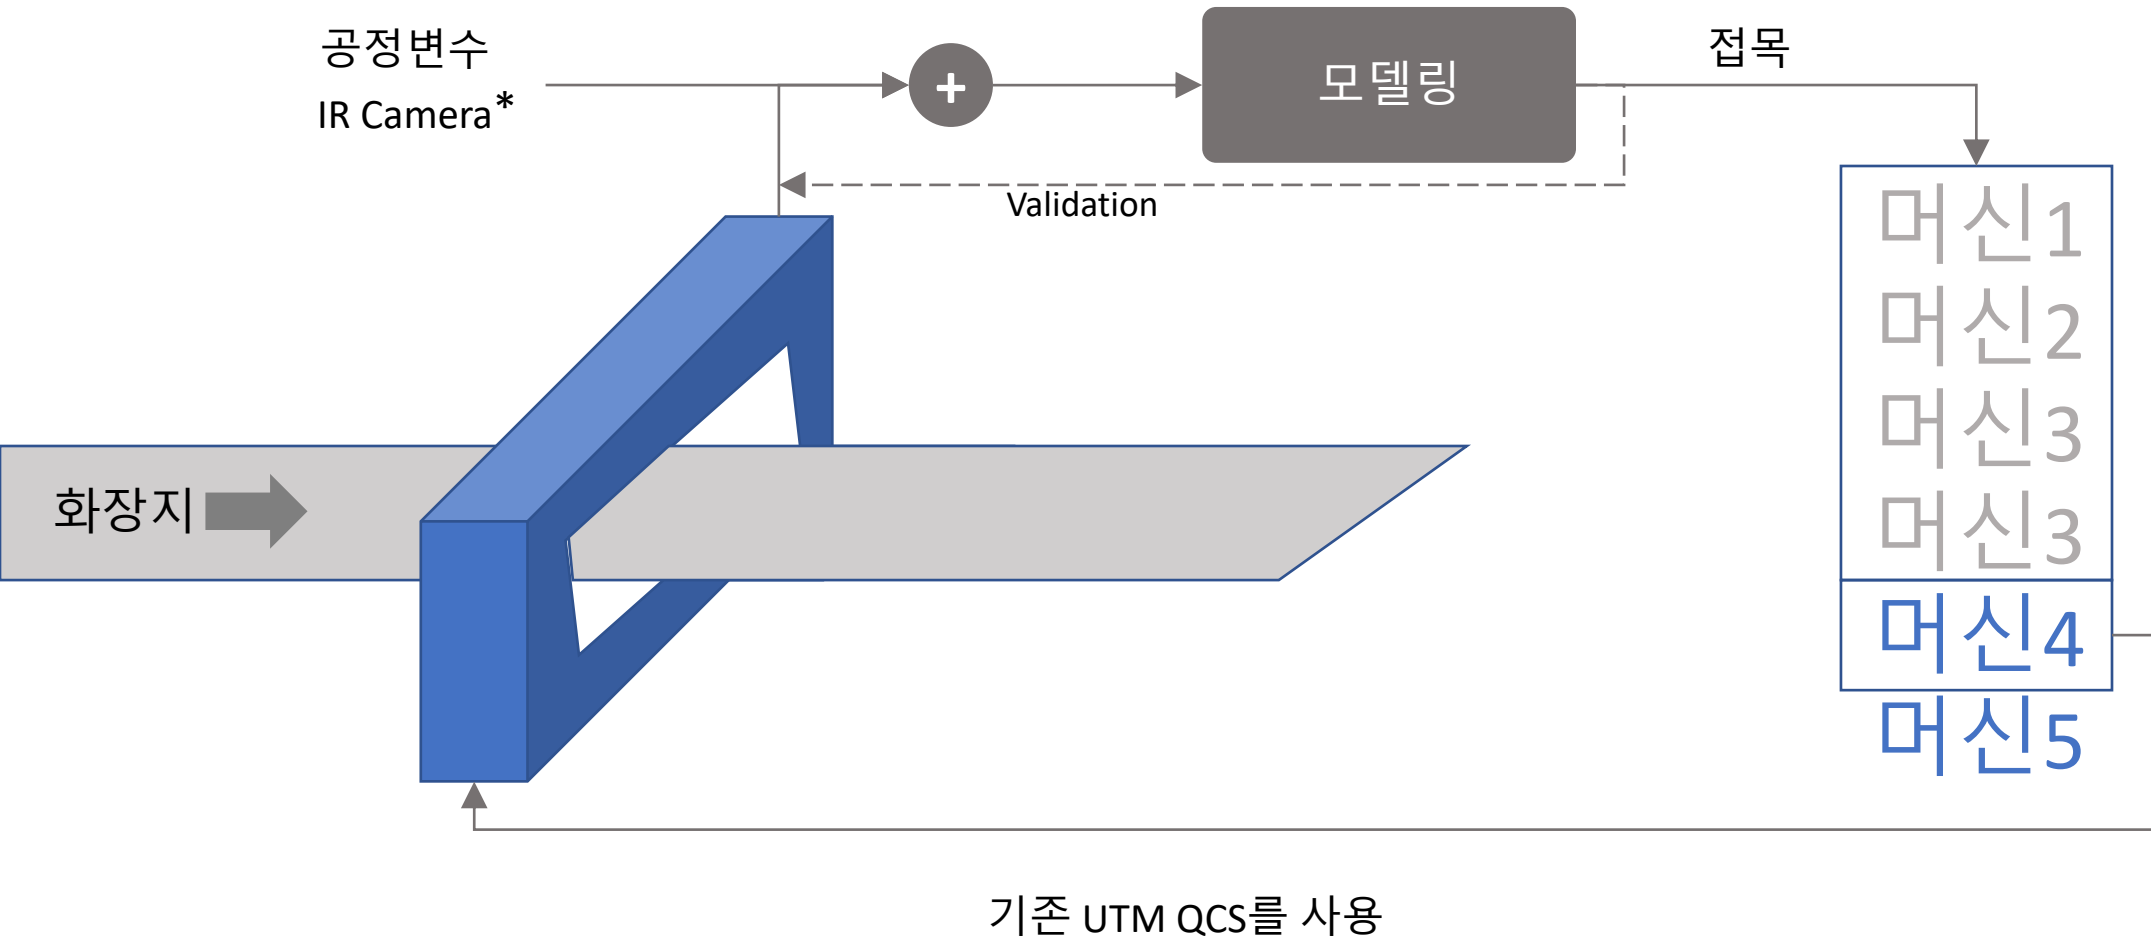 공정변수
IR Camera*
+
모델링
접목
Validation
머신1
머신2
머신3
머신3
머신4
머신5
화장지
기존 UTM QCS를 사용